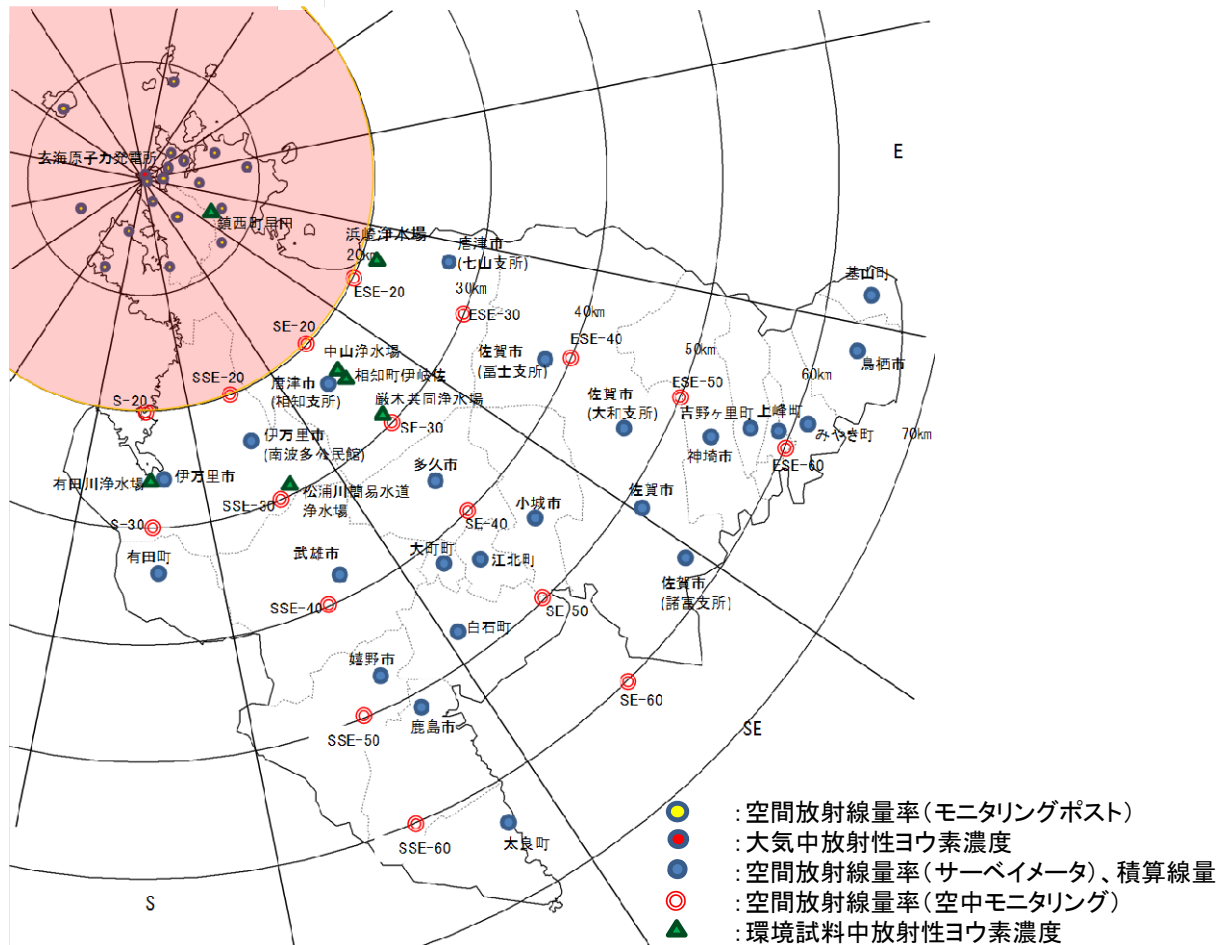 E
玄海原子力発電所
鎮西町早田
浜崎浄水場
20km
唐津市
(七山支所)
基山町
ESE-20
30km
ESE-30
40km
SE-20
中山浄水場
佐賀市
(富士支所)
ESE-40
50km
鳥栖市
相知町伊岐佐
60km
SSE-20
唐津市
(相知支所)
ESE-50
S-20
厳木共同浄水場
佐賀市
(大和支所)
吉野ヶ里町
上峰町
SE-30
みやき町
70km
伊万里市
(南波多公民館)
神埼市
ESE-60
多久市
有田川浄水場
伊万里市
SSE-30
松浦川簡易水道
浄水場
佐賀市
小城市
S-30
SE-40
有田町
武雄市
大町町
江北町
佐賀市
(諸富支所)
SSE-40
SE-50
白石町
嬉野市
SE-60
鹿島市
SE
SSE-50
SSE-60
太良町
S
:空間放射線量率(モニタリングポスト)
:大気中放射性ヨウ素濃度
:空間放射線量率(サーベイメータ)、積算線量
:空間放射線量率(空中モニタリング)
:環境試料中放射性ヨウ素濃度